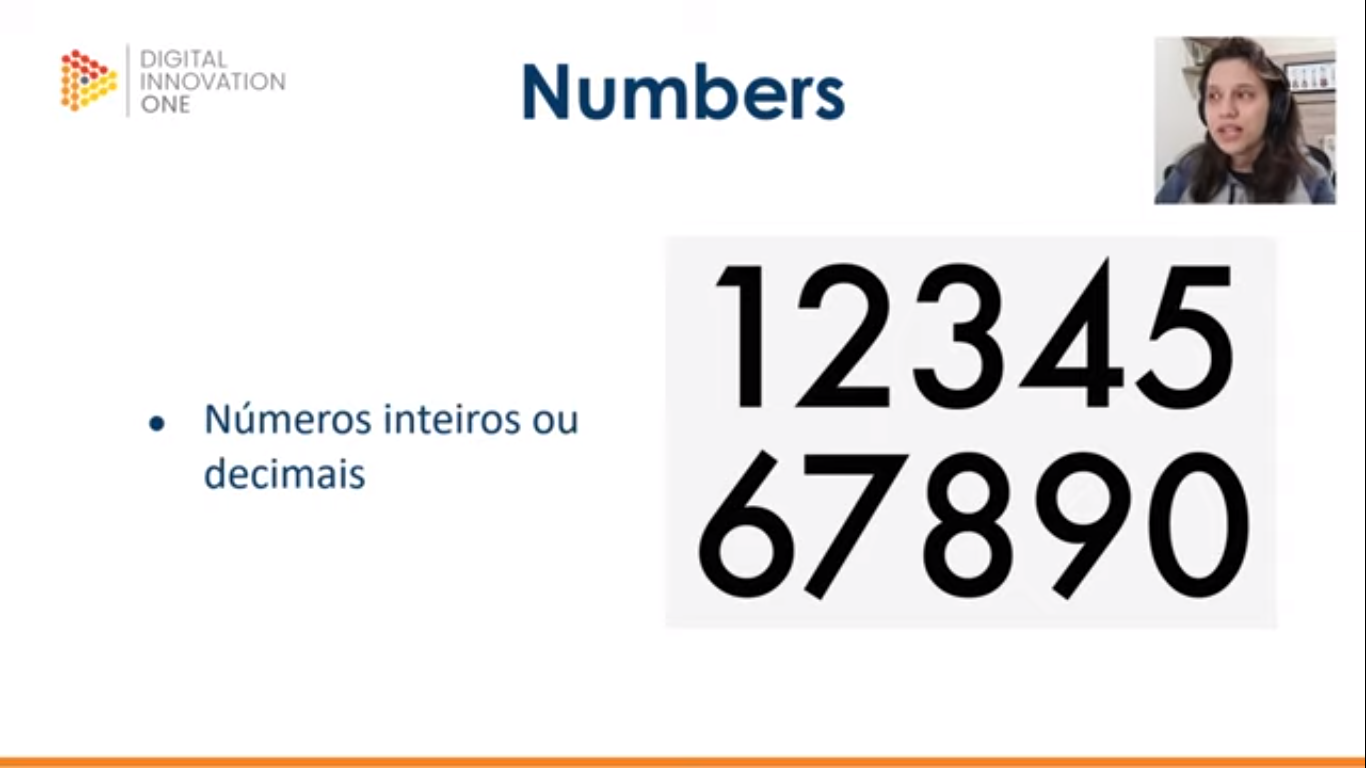 DIGITAL
INNOVATION
ONE
Numbers
Números inteiros ou
decimais
12345
67890